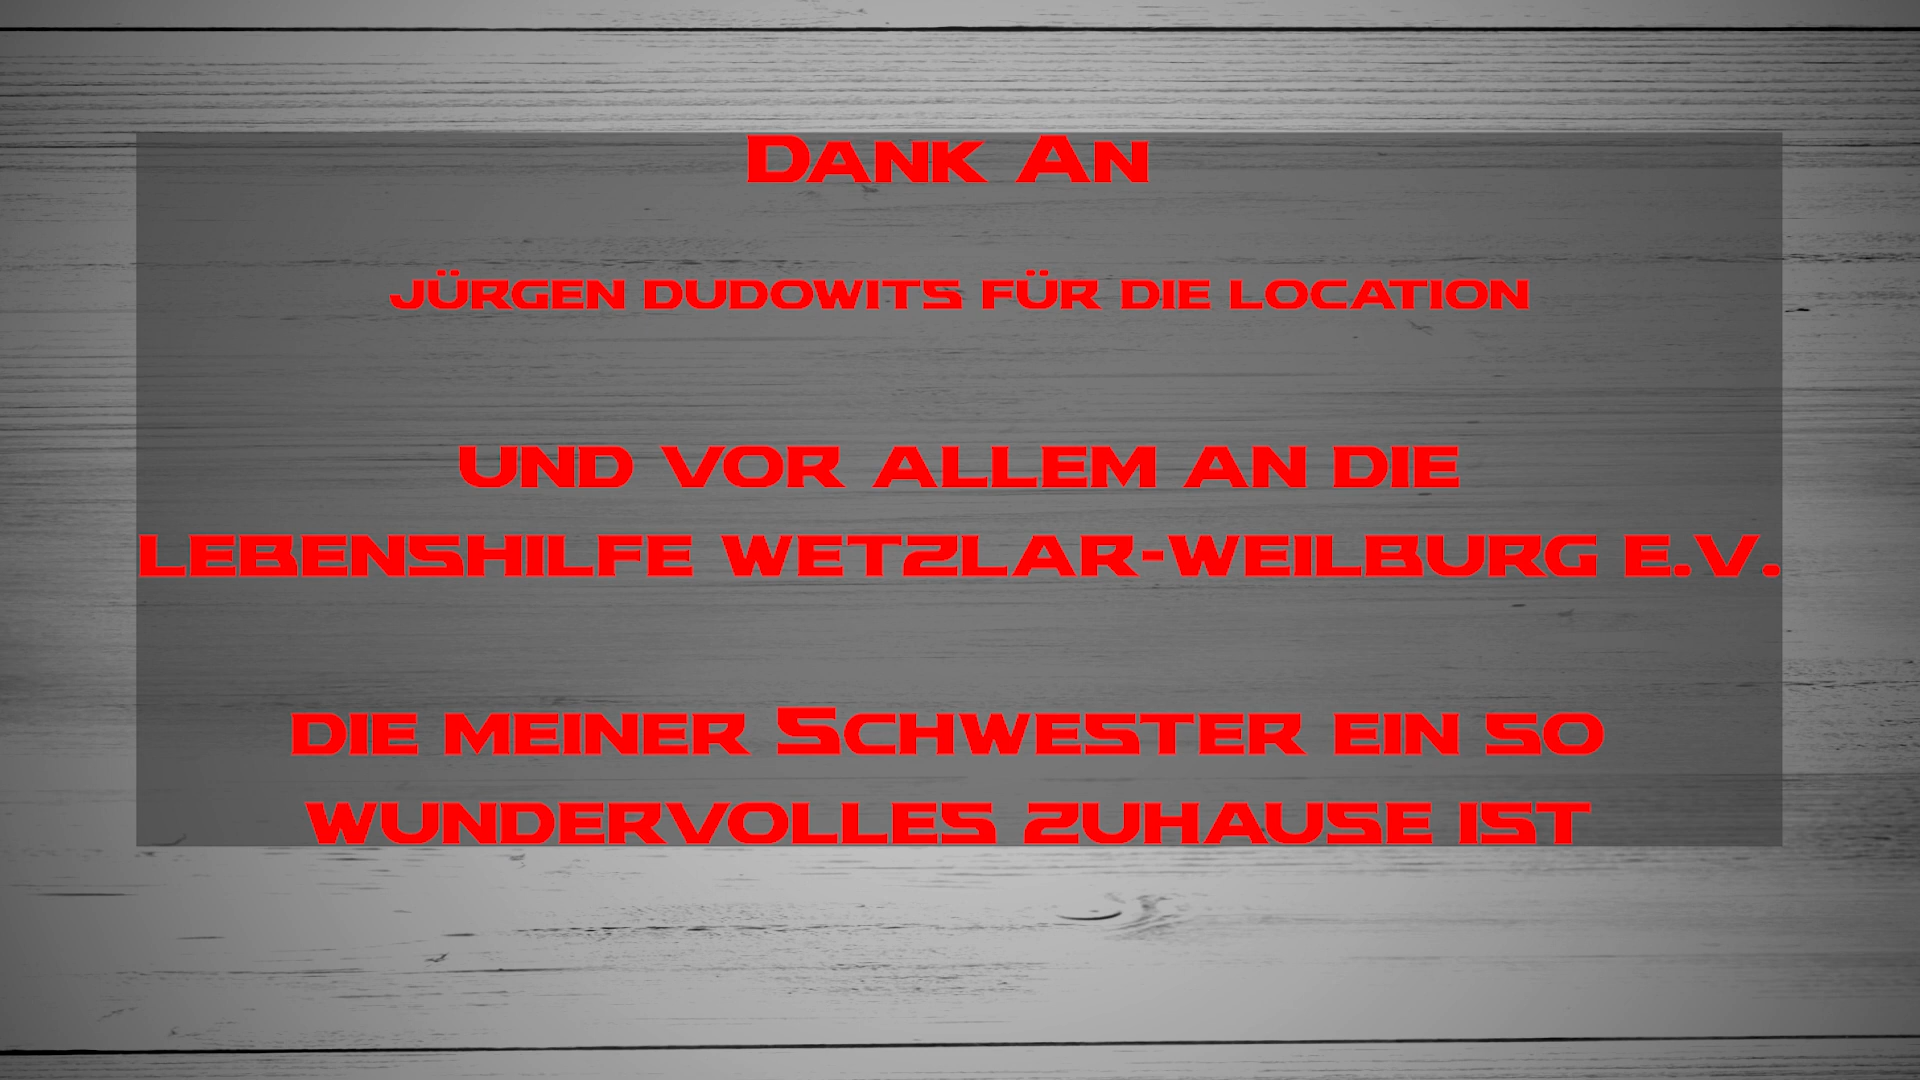 Dank An
Jürgen Dudowits für die Location
und vor allem an die
Lebenshilfe Wetzlar-Weilburg e.V.
die meiner Schwester ein so
wundervolles Zuhause ist